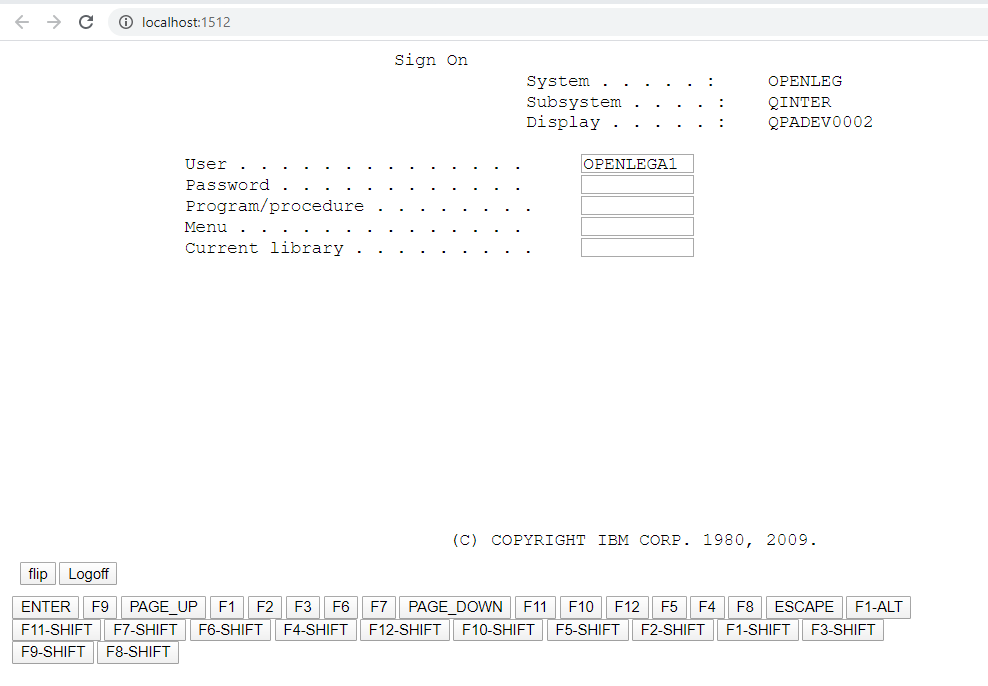 localhost:1512
Sign On
System . . . . . : OPENLEG
Subsystem . . . . : QINTER
Display . . . . . : QPADEV0002
User . . . . . . . . . . . . . . OPENLEGA1
Password . . . . . . . . . . . .
Program/procedure . . . . . . . .
Menu . . . . . . . . . . . . . .
Current library . . . . . . . . .
(C) COPYRIGHT IBM CORP. 1980, 2009.
flip Logoff
ENTER F9 PAGE_UP F1 F2 F3 F6 F7 PAGE_DOWN F11 F10 F12 F5 F4 F8 ESCAPE F1-ALT
F11-SHIFT F7-SHIFT F6-SHIFT F4-SHIFT F12-SHIFT F10-SHIFT F5-SHIFT F2-SHIFT F1-SHIFT F3-SHIFT
F9-SHIFT F8-SHIFT